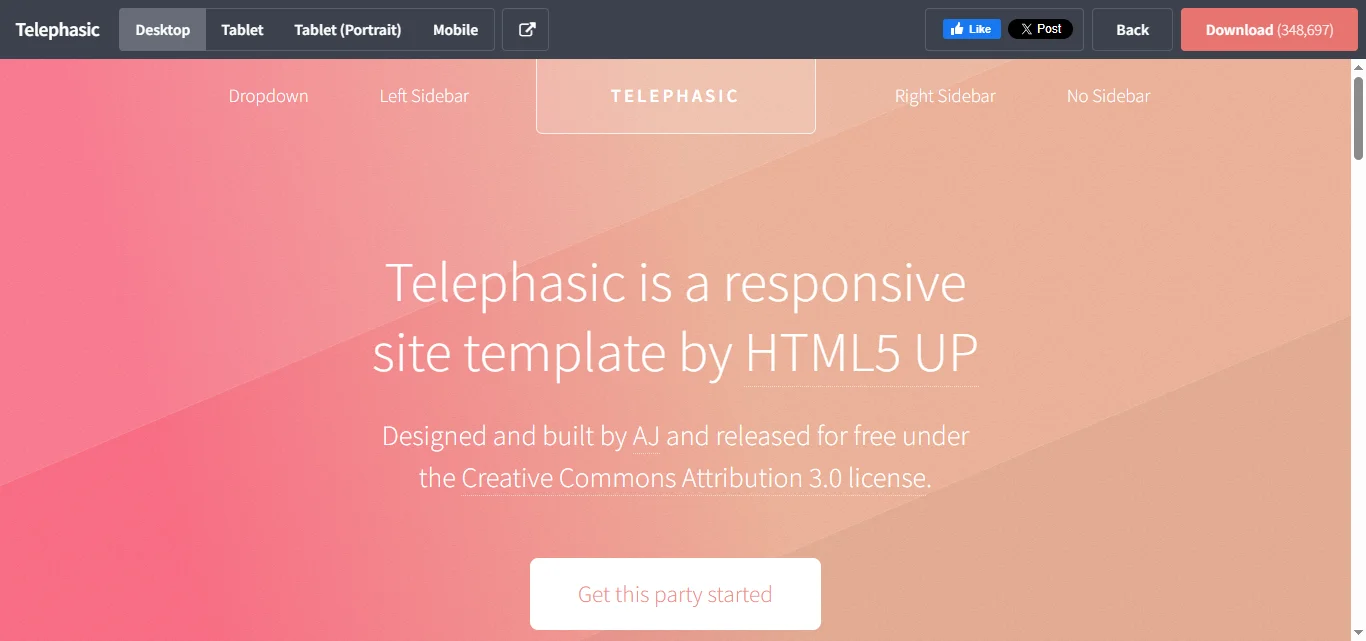 Telephasic Desktop Tablet Tablet (Portrait) Mobile Like Post Back Download (348,697)
Dropdown Left Sidebar TELEPHASIC Right Sidebar No Sidebar
Telephasic is a responsive
site template by HTML5 UP
Designed and built by AJ and released for free under
the Creative Commons Attribution 3.0 license.
Get this party started